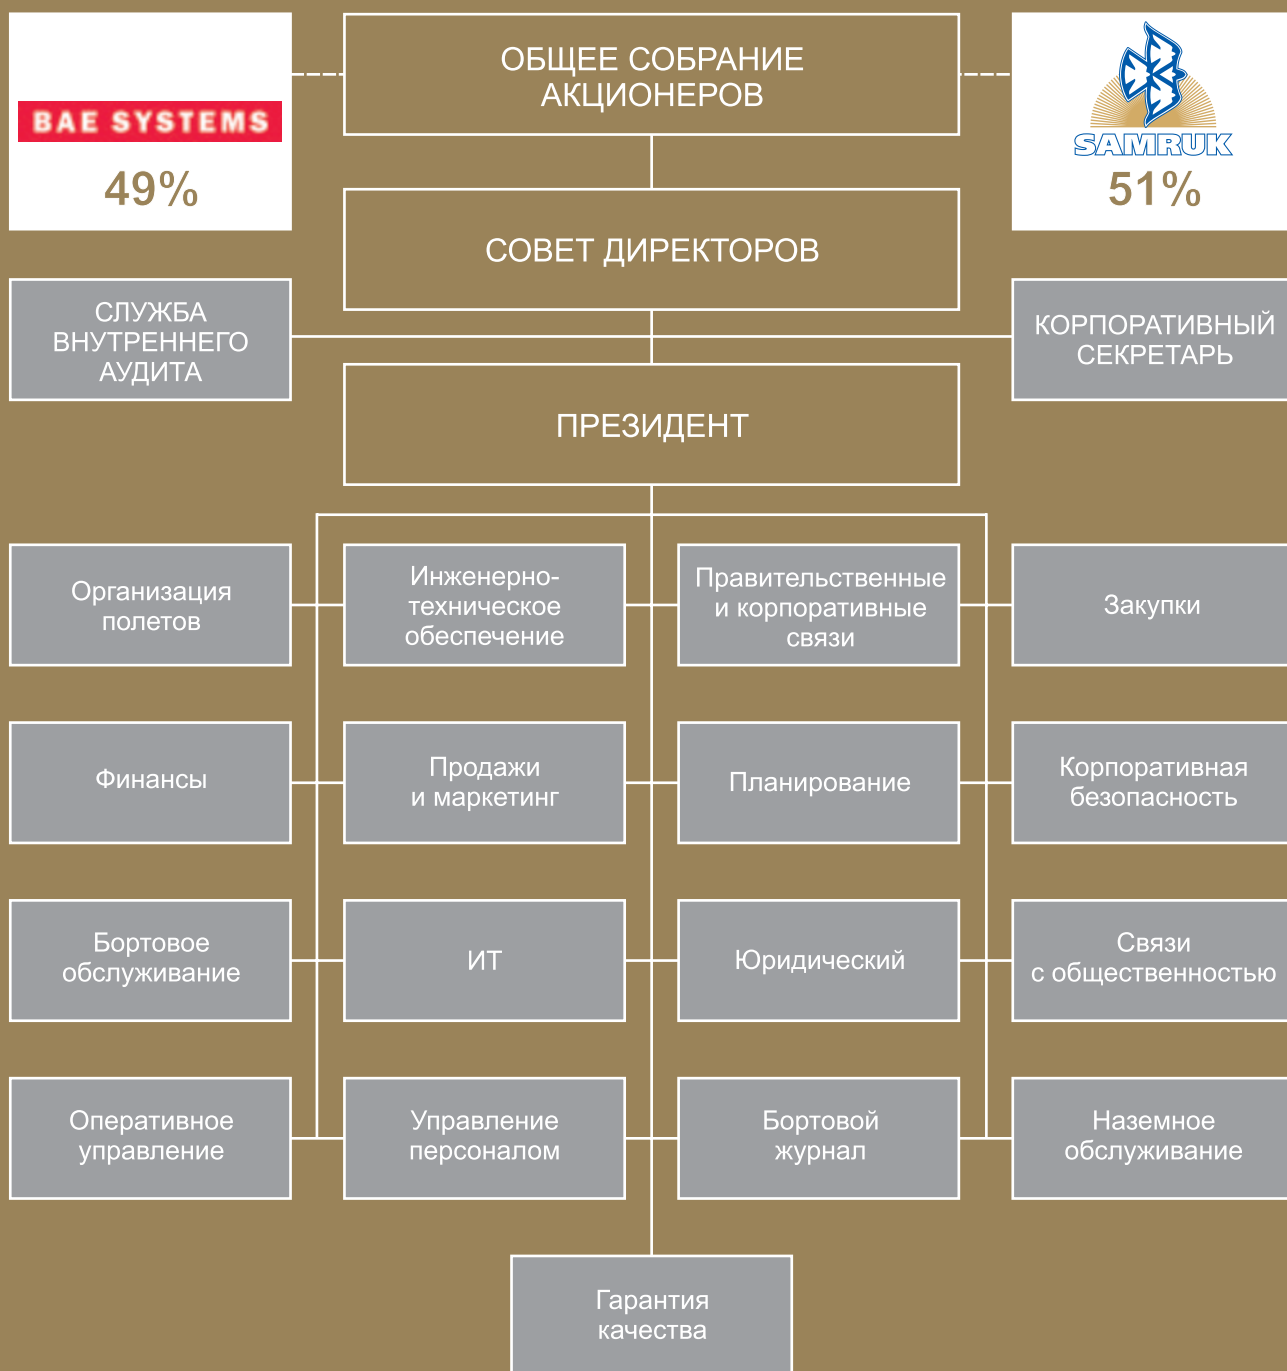 ОБЩЕЕ СОБРАНИЕ
АКЦИОНЕРОВ
BAE SYSTEMS
49%
SAMRUK
51%
СОВЕТ ДИРЕКТОРОВ
СЛУЖБА
ВНУТРЕННЕГО
АУДИТА
КОРПОРАТИВНЫЙ
СЕКРЕТАРЬ
ПРЕЗИДЕНТ
Организация
полетов
Инженерно-
техническое
обеспечение
Правительственные
и корпоративные
связи
Закупки
Финансы
Продажи
и маркетинг
Планирование
Корпоративная
безопасность
Бортовое
обслуживание
ИТ
Юридический
Связи
с общественностью
Оперативное
управление
Управление
персоналом
Бортовой
журнал
Наземное
обслуживание
Гарантия
качества